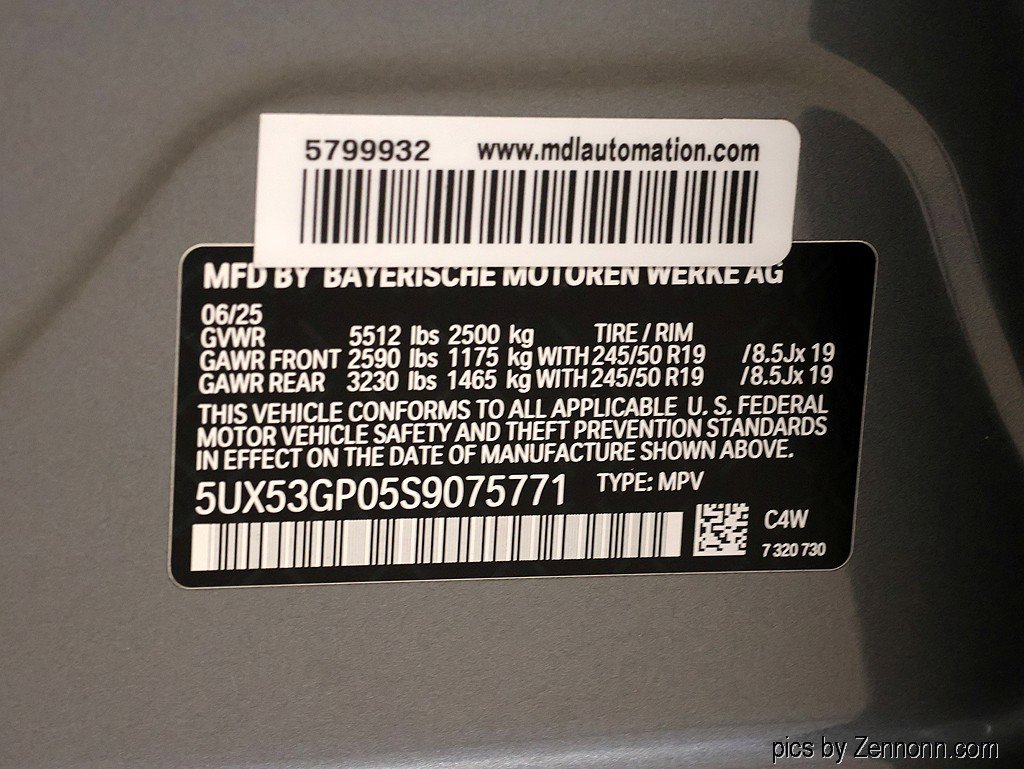 5799932 www.mdlautomation.com
MFD BY BAYERISCHE MOTOREN WERKE AG
06/25
GVWR 5512 lbs 2500 kg TIRE / RIM
GAWR FRONT 2590 lbs 1175 kg WITH 245/50 R19 /8.5Jx 19
GAWR REAR 3230 lbs 1465 kg WITH 245/50 R19 /8.5Jx 19
THIS VEHICLE CONFORMS TO ALL APPLICABLE U. S. FEDERAL
MOTOR VEHICLE SAFETY AND THEFT PREVENTION STANDARDS
IN EFFECT ON THE DATE OF MANUFACTURE SHOWN ABOVE.
5UX53GP05S9075771 TYPE: MPV
C4W
7 320 730
pics by Zennonn.com